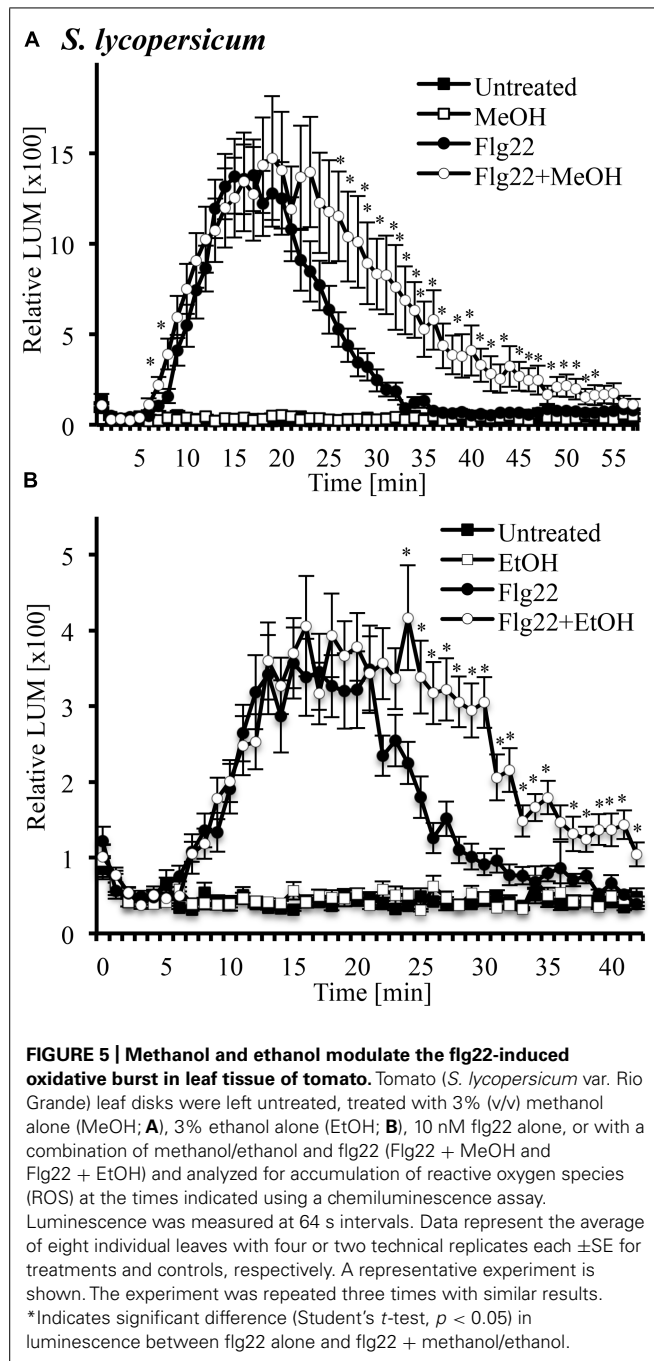 A S. lycopersicum
Untreated
MeOH
Flg22
Flg22+MeOH
Relative LUM [x100]
15
10
5
0
* * * * * * * * * * * * * * * * * * * * * * * * * * * *
5 10 15 20 25 30 35 40 45 50 55
Time [min]
B
Untreated
EtOH
Flg22
Flg22+EtOH
Relative LUM [x100]
5
4
3
2
1
0
* * * * * * * * * * * * * * * * * *
0 5 10 15 20 25 30 35 40
Time [min]
FIGURE 5 | Methanol and ethanol modulate the flg22-induced
oxidative burst in leaf tissue of tomato. Tomato (S. lycopersicum var. Rio
Grande) leaf disks were left untreated, treated with 3% (v/v) methanol
alone (MeOH; A), 3% ethanol alone (EtOH; B), 10 nM flg22 alone, or with a
combination of methanol/ethanol and flg22 (Flg22 + MeOH and
Flg22 + EtOH) and analyzed for accumulation of reactive oxygen species
(ROS) at the times indicated using a chemiluminescence assay.
Luminescence was measured at 64 s intervals. Data represent the average
of eight individual leaves with four or two technical replicates each ±SE for
treatments and controls, respectively. A representative experiment is
shown. The experiment was repeated three times with similar results.
*Indicates significant difference (Student's t-test, p < 0.05) in
luminescence between flg22 alone and flg22 + methanol/ethanol.